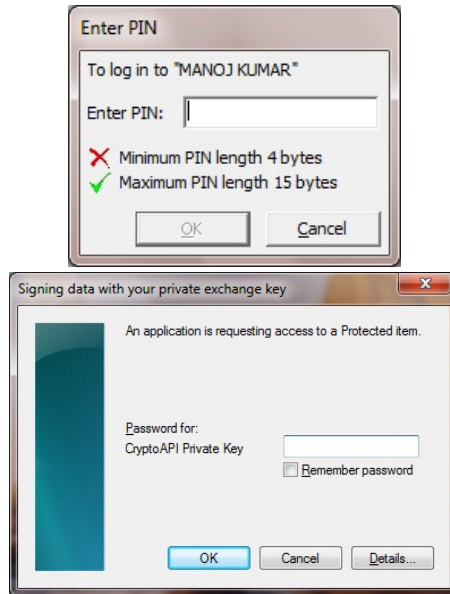 Enter PIN
To log in to "MANOJ KUMAR"
Enter PIN:
Minimum PIN length 4 bytes
Maximum PIN length 15 bytes
OK Cancel
Signing data with your private exchange key
An application is requesting access to a Protected item.
Password for:
CryptoAPI Private Key
Remember password
OK Cancel Details...